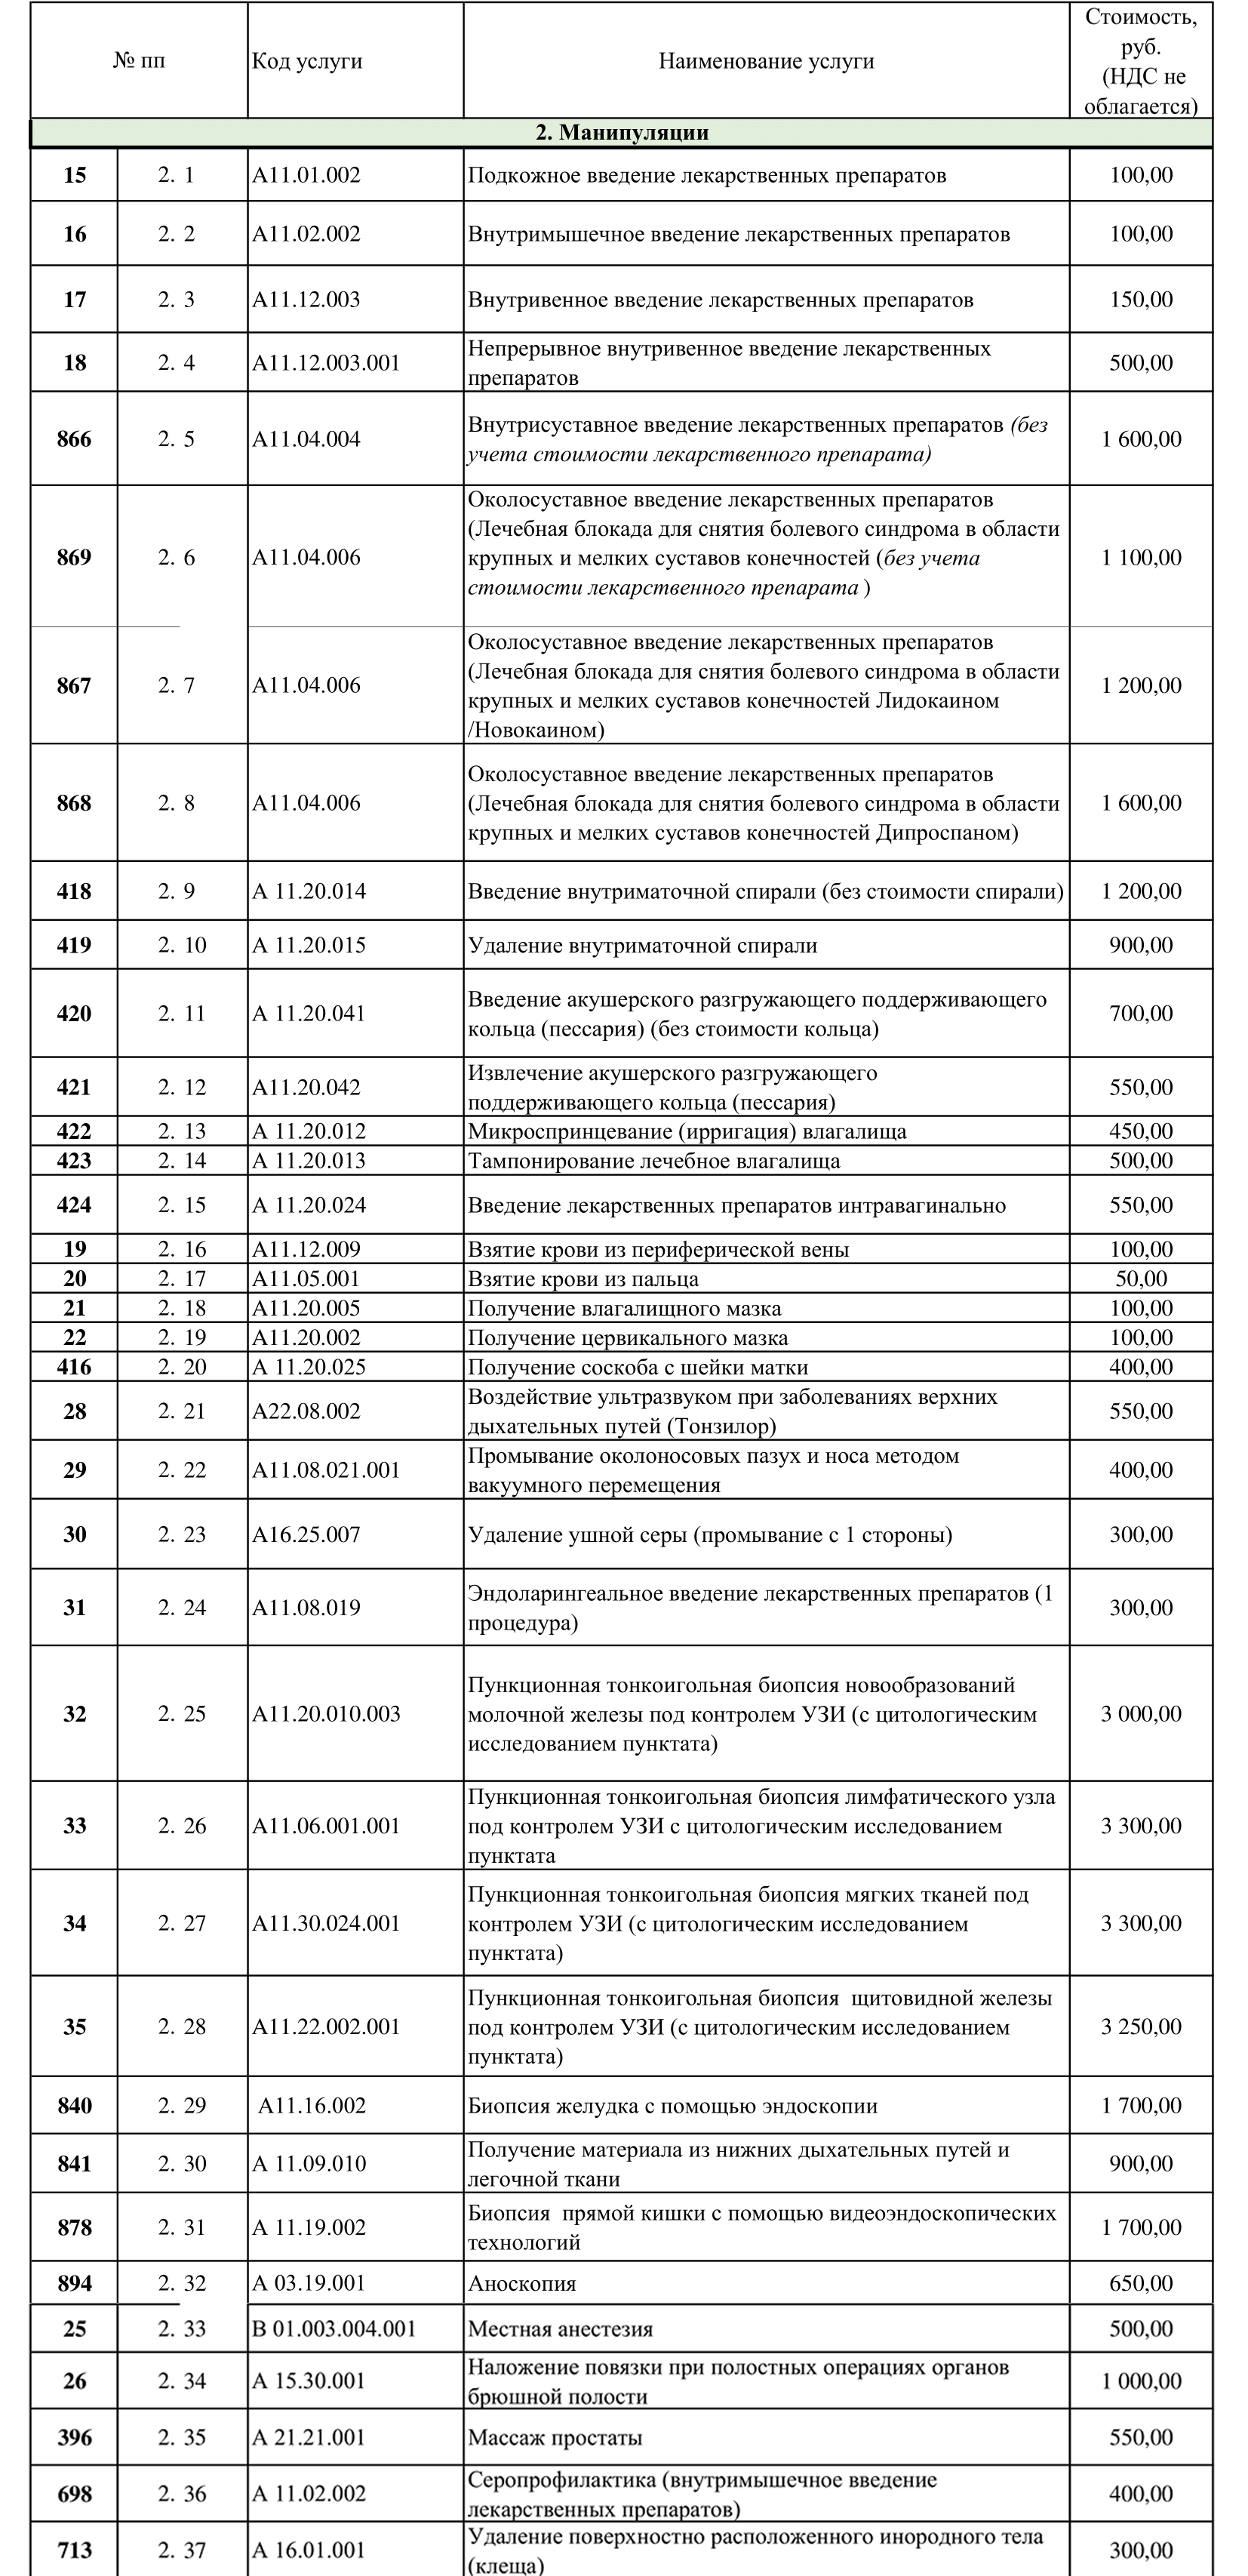 № пп Код услуги Наименование услуги Стоимость,
руб.
(НДС не
облагается)
2. Манипуляции
15 2. 1 А11.01.002 Подкожное введение лекарственных препаратов 100,00
16 2. 2 А11.02.002 Внутримышечное введение лекарственных препаратов 100,00
17 2. 3 А11.12.003 Внутривенное введение лекарственных препаратов 150,00
18 2. 4 А11.12.003.001 Непрерывное внутривенное введение лекарственных
препаратов 500,00
866 2. 5 А11.04.004 Внутрисуставное введение лекарственных препаратов (без
учета стоимости лекарственного препарата) 1 600,00
869 2. 6 А11.04.006 Околосуставное введение лекарственных препаратов
(Лечебная блокада для снятия болевого синдрома в области
крупных и мелких суставов конечностей (без учета
стоимости лекарственного препарата ) 1 100,00
867 2. 7 А11.04.006 Околосуставное введение лекарственных препаратов
(Лечебная блокада для снятия болевого синдрома в области
крупных и мелких суставов конечностей Лидокаином
/Новокаином) 1 200,00
868 2. 8 А11.04.006 Околосуставное введение лекарственных препаратов
(Лечебная блокада для снятия болевого синдрома в области
крупных и мелких суставов конечностей Дипроспаном) 1 600,00
418 2. 9 А 11.20.014 Введение внутриматочной спирали (без стоимости спирали) 1 200,00
419 2. 10 А 11.20.015 Удаление внутриматочной спирали 900,00
420 2. 11 А 11.20.041 Введение акушерского разгружающего поддерживающего
кольца (пессария) (без стоимости кольца) 700,00
421 2. 12 А11.20.042 Извлечение акушерского разгружающего
поддерживающего кольца (пессария) 550,00
422 2. 13 А 11.20.012 Микроспринцевание (ирригация) влагалища 450,00
423 2. 14 А 11.20.013 Тампонирование лечебное влагалища 500,00
424 2. 15 А 11.20.024 Введение лекарственных препаратов интравагинально 550,00
19 2. 16 А11.12.009 Взятие крови из периферической вены 100,00
20 2. 17 А11.05.001 Взятие крови из пальца 50,00
21 2. 18 А11.20.005 Получение влагалищного мазка 100,00
22 2. 19 А11.20.002 Получение цервикального мазка 100,00
416 2. 20 А 11.20.025 Получение соскоба с шейки матки 400,00
28 2. 21 А22.08.002 Воздействие ультразвуком при заболеваниях верхних
дыхательных путей (Тонзилор) 550,00
29 2. 22 А11.08.021.001 Промывание околоносовых пазух и носа методом
вакуумного перемещения 400,00
30 2. 23 А16.25.007 Удаление ушной серы (промывание с 1 стороны) 300,00
31 2. 24 А11.08.019 Эндоларингеальное введение лекарственных препаратов (1
процедура) 300,00
32 2. 25 А11.20.010.003 Пункционная тонкоигольная биопсия новообразований
молочной железы под контролем УЗИ (с цитологическим
исследованием пунктата) 3 000,00
33 2. 26 А11.06.001.001 Пункционная тонкоигольная биопсия лимфатического узла
под контролем УЗИ с цитологическим исследованием
пунктата 3 300,00
34 2. 27 А11.30.024.001 Пункционная тонкоигольная биопсия мягких тканей под
контролем УЗИ (с цитологическим исследованием
пунктата) 3 300,00
35 2. 28 А11.22.002.001 Пункционная тонкоигольная биопсия щитовидной железы
под контролем УЗИ (с цитологическим исследованием
пунктата) 3 250,00
840 2. 29 А11.16.002 Биопсия желудка с помощью эндоскопии 1 700,00
841 2. 30 А 11.09.010 Получение материала из нижних дыхательных путей и
легочной ткани 900,00
878 2. 31 А 11.19.002 Биопсия прямой кишки с помощью видеоэндоскопических
технологий 1 700,00
894 2. 32 А 03.19.001 Аноскопия 650,00
25 2. 33 В 01.003.004.001 Местная анестезия 500,00
26 2. 34 А 15.30.001 Наложение повязки при полостных операциях органов
брюшной полости 1 000,00
396 2. 35 А 21.21.001 Массаж простаты 550,00
698 2. 36 А 11.02.002 Серопрофилактика (внутримышечное введение
лекарственных препаратов) 400,00
713 2. 37 А 16.01.001 Удаление поверхностно расположенного инородного тела
(клеща) 300,00